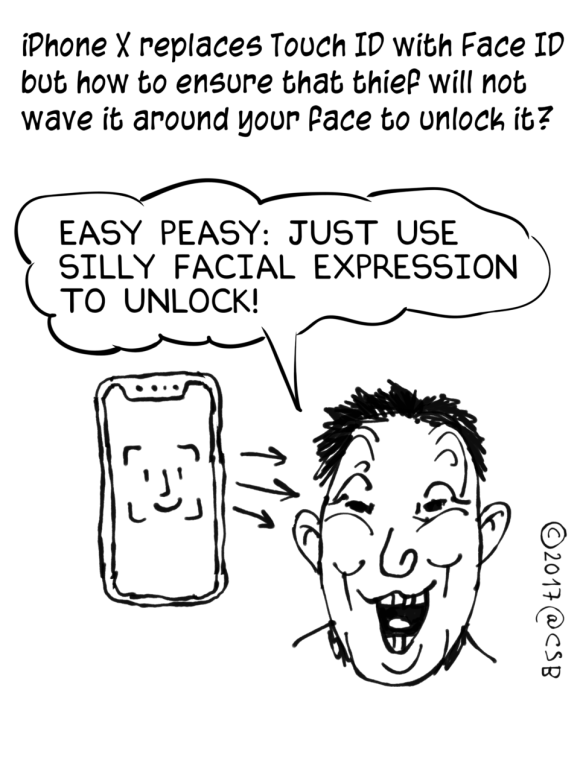 iPhone X replaces Touch ID with Face ID
but how to ensure that thief will not
wave it around your face to unlock it?
EASY PEASY: JUST USE
SILLY FACIAL EXPRESSION
TO UNLOCK!
©2017@CSB